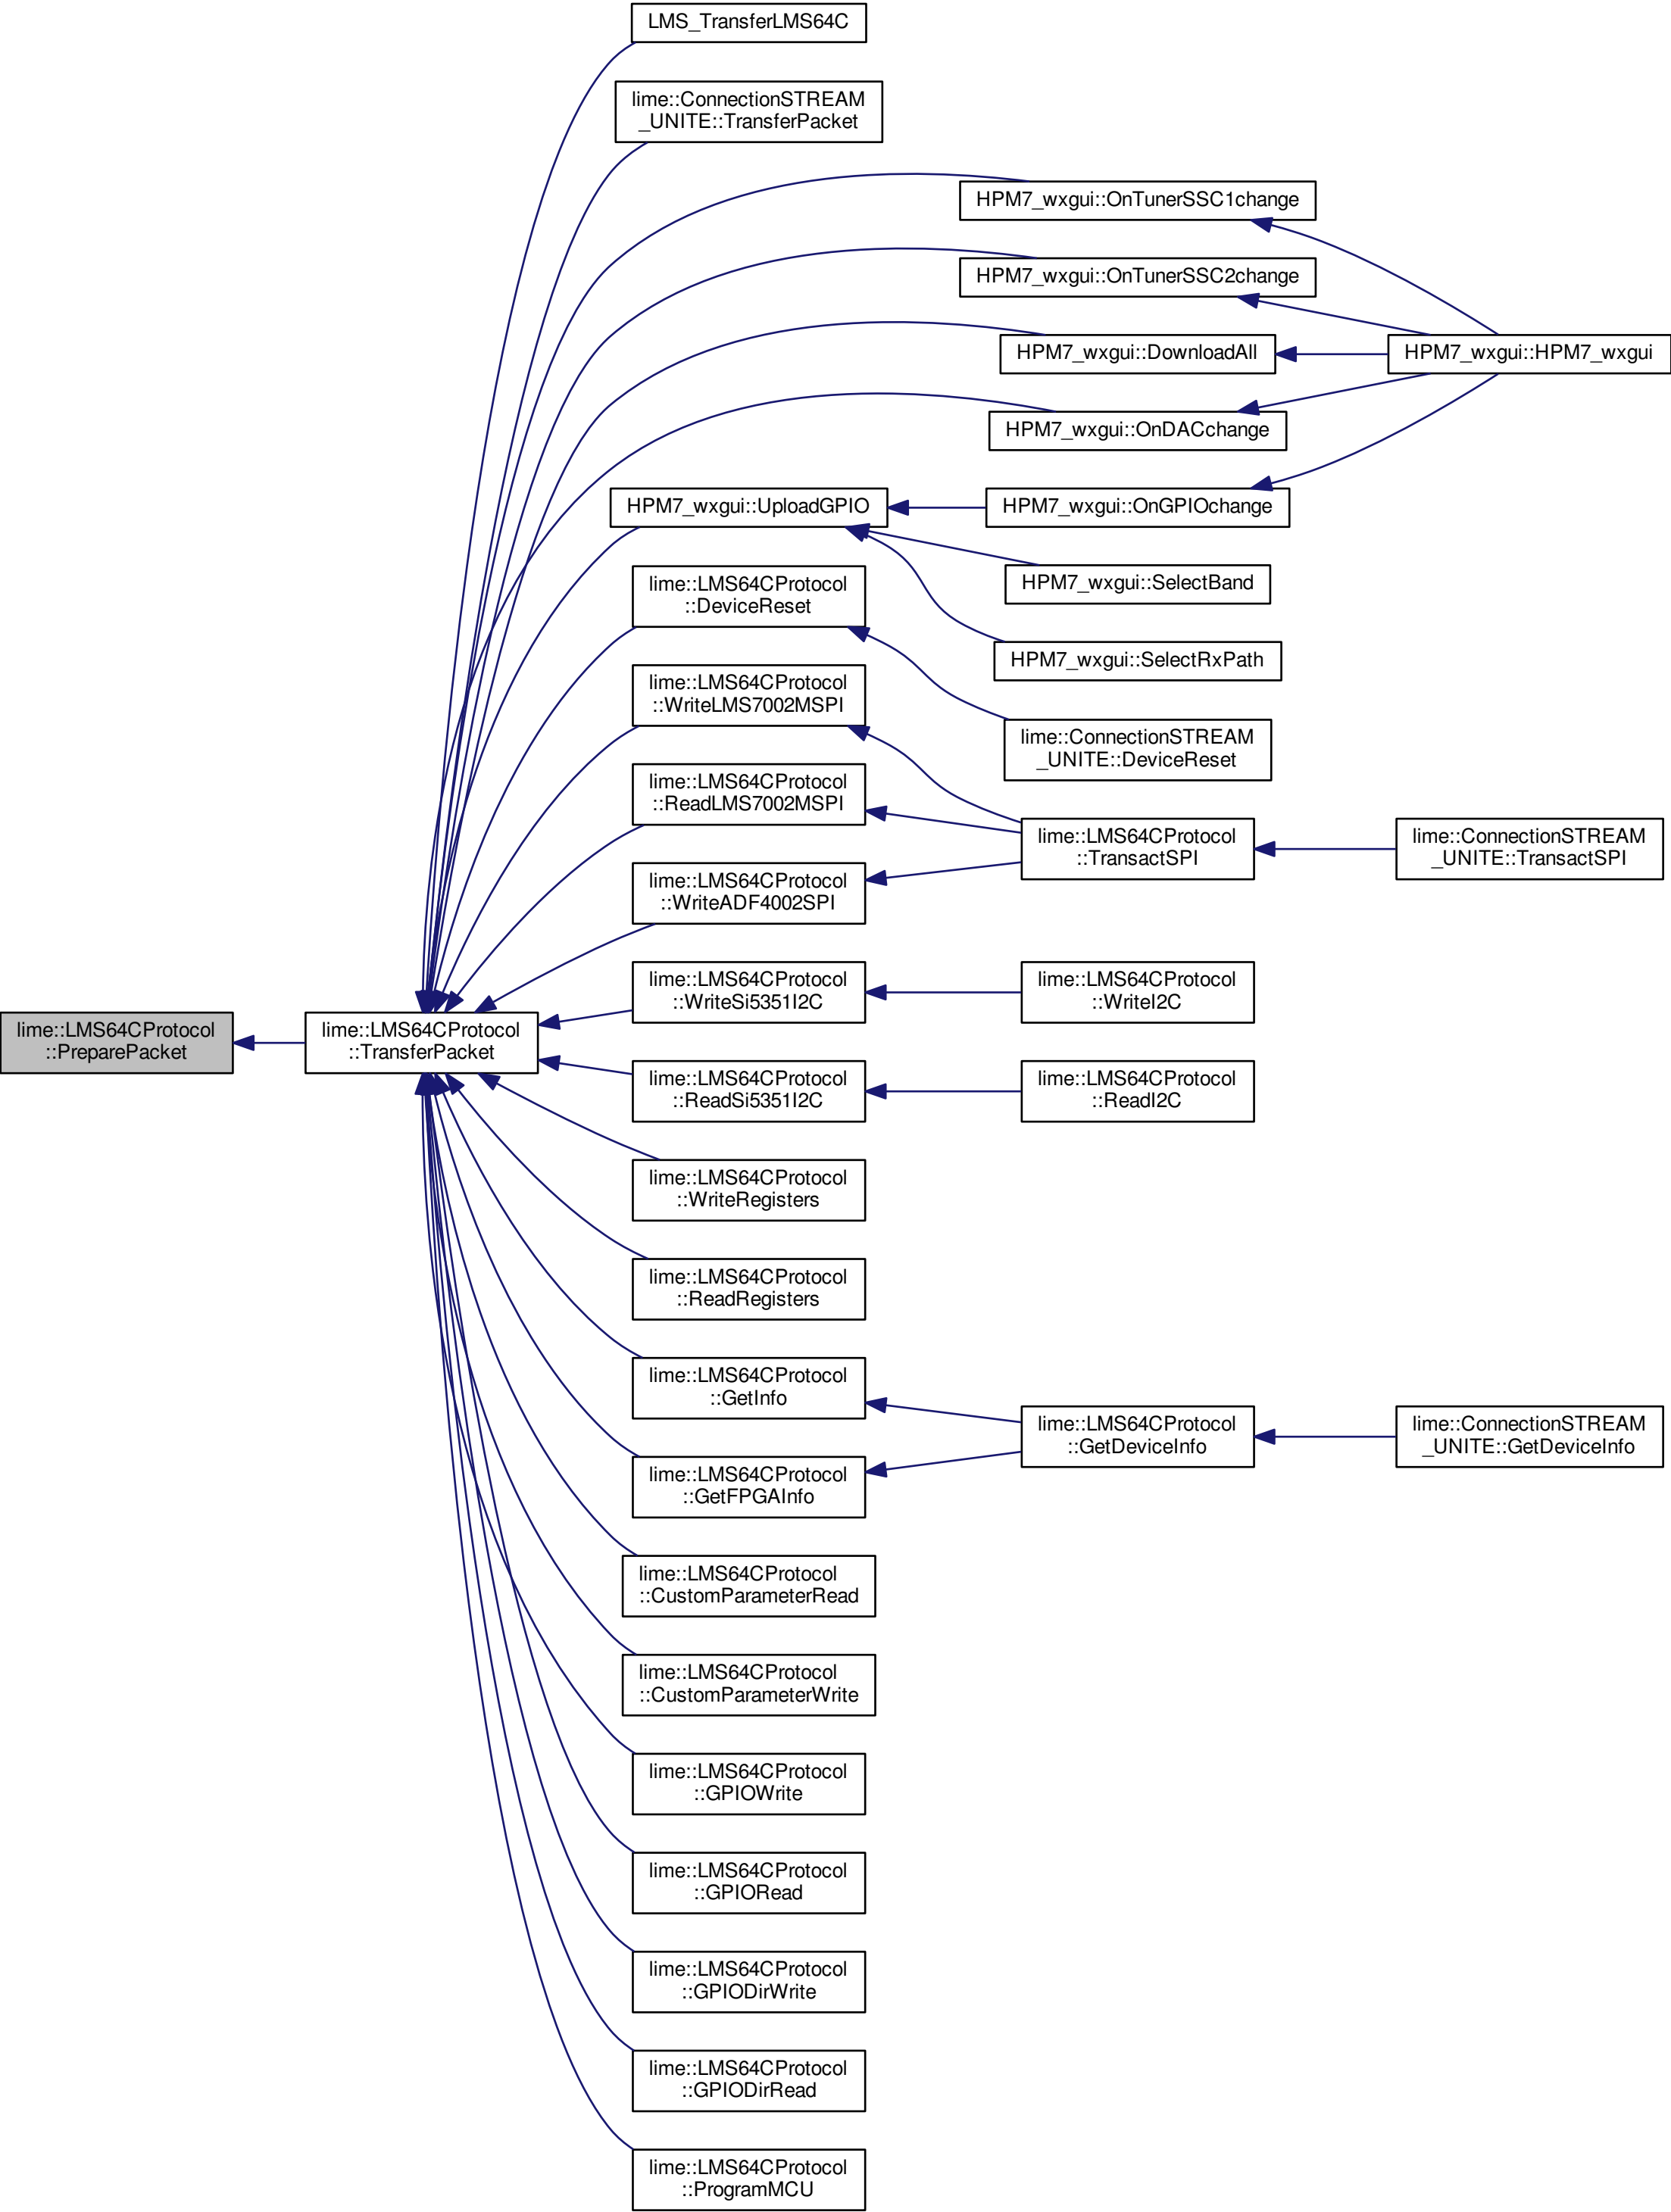 LMS_TransferLMS64C
lime::ConnectionSTREAM
_UNITE::TransferPacket
HPM7_wxgui::OnTunerSSC1change
HPM7_wxgui::OnTunerSSC2change
HPM7_wxgui::DownloadAll
HPM7_wxgui::HPM7_wxgui
HPM7_wxgui::OnDACchange
HPM7_wxgui::UploadGPIO
HPM7_wxgui::OnGPIOchange
HPM7_wxgui::SelectBand
lime::LMS64CProtocol
::DeviceReset
HPM7_wxgui::SelectRxPath
lime::LMS64CProtocol
::WriteLMS7002MSPI
lime::ConnectionSTREAM
_UNITE::DeviceReset
lime::LMS64CProtocol
::ReadLMS7002MSPI
lime::LMS64CProtocol
::TransactSPI
lime::ConnectionSTREAM
_UNITE::TransactSPI
lime::LMS64CProtocol
::WriteADF4002SPI
lime::LMS64CProtocol
::WriteSi5351I2C
lime::LMS64CProtocol
::WriteI2C
lime::LMS64CProtocol
::PreparePacket
lime::LMS64CProtocol
::TransferPacket
lime::LMS64CProtocol
::ReadSi5351I2C
lime::LMS64CProtocol
::ReadI2C
lime::LMS64CProtocol
::WriteRegisters
lime::LMS64CProtocol
::ReadRegisters
lime::LMS64CProtocol
::GetInfo
lime::LMS64CProtocol
::GetDeviceInfo
lime::ConnectionSTREAM
_UNITE::GetDeviceInfo
lime::LMS64CProtocol
::GetFPGAInfo
lime::LMS64CProtocol
::CustomParameterRead
lime::LMS64CProtocol
::CustomParameterWrite
lime::LMS64CProtocol
::GPIOWrite
lime::LMS64CProtocol
::GPIORead
lime::LMS64CProtocol
::GPIODirWrite
lime::LMS64CProtocol
::GPIODirRead
lime::LMS64CProtocol
::ProgramMCU